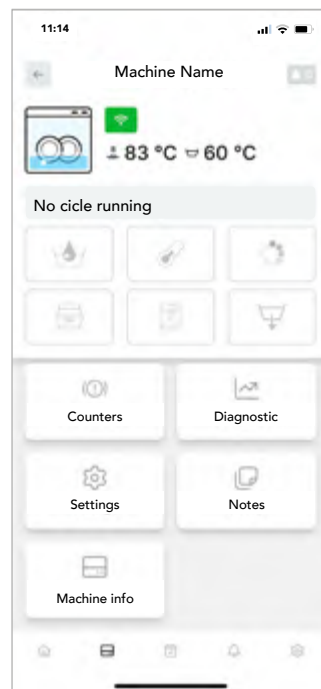 11:14
Machine Name
83 °C 60 °C
No cicle running
Counters
Diagnostic
Settings
Notes
Machine info